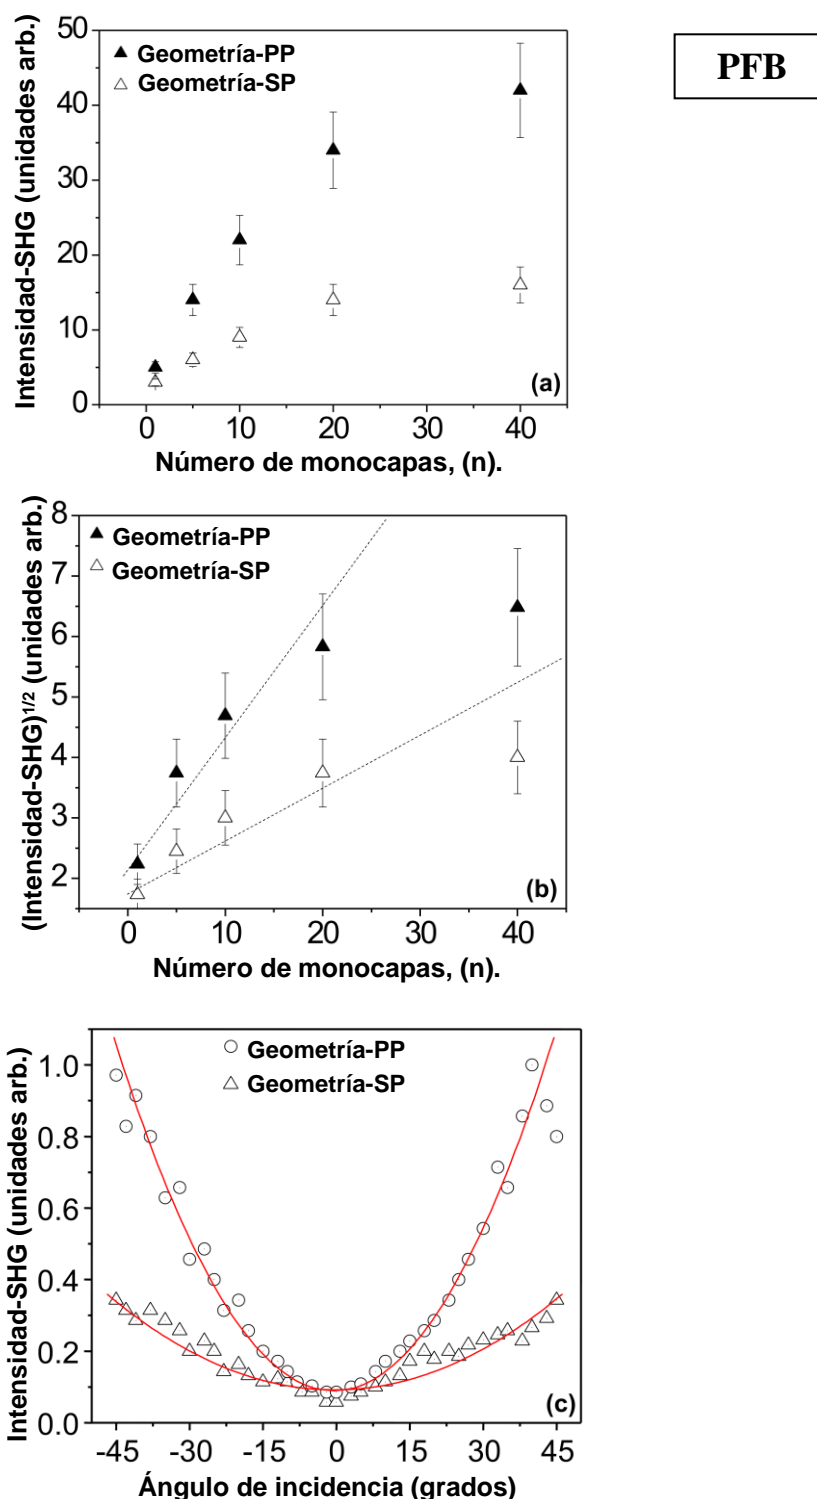 PFB
Geometría-PP
Geometría-SP
Intensidad-SHG (unidades arb.)
50
40
30
20
10
0
(a)
0 10 20 30 40
Número de monocapas, (n).
Geometría-PP
Geometría-SP
(Intensidad-SHG)^1/2 (unidades arb.)
8
7
6
5
4
3
2
(b)
0 10 20 30 40
Número de monocapas, (n).
Geometría-PP
Geometría-SP
Intensidad-SHG (unidades arb.)
1.0
0.8
0.6
0.4
0.2
0.0
(c)
-45 -30 -15 0 15 30 45
Ángulo de incidencia (grados)